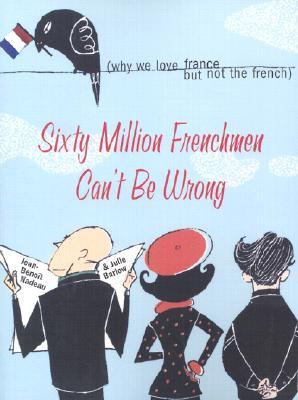 (why we love france
but not the french)
Sixty Million Frenchmen
Can't Be Wrong
Jean-
Benoît
Nadeau
& Julie
Barlow